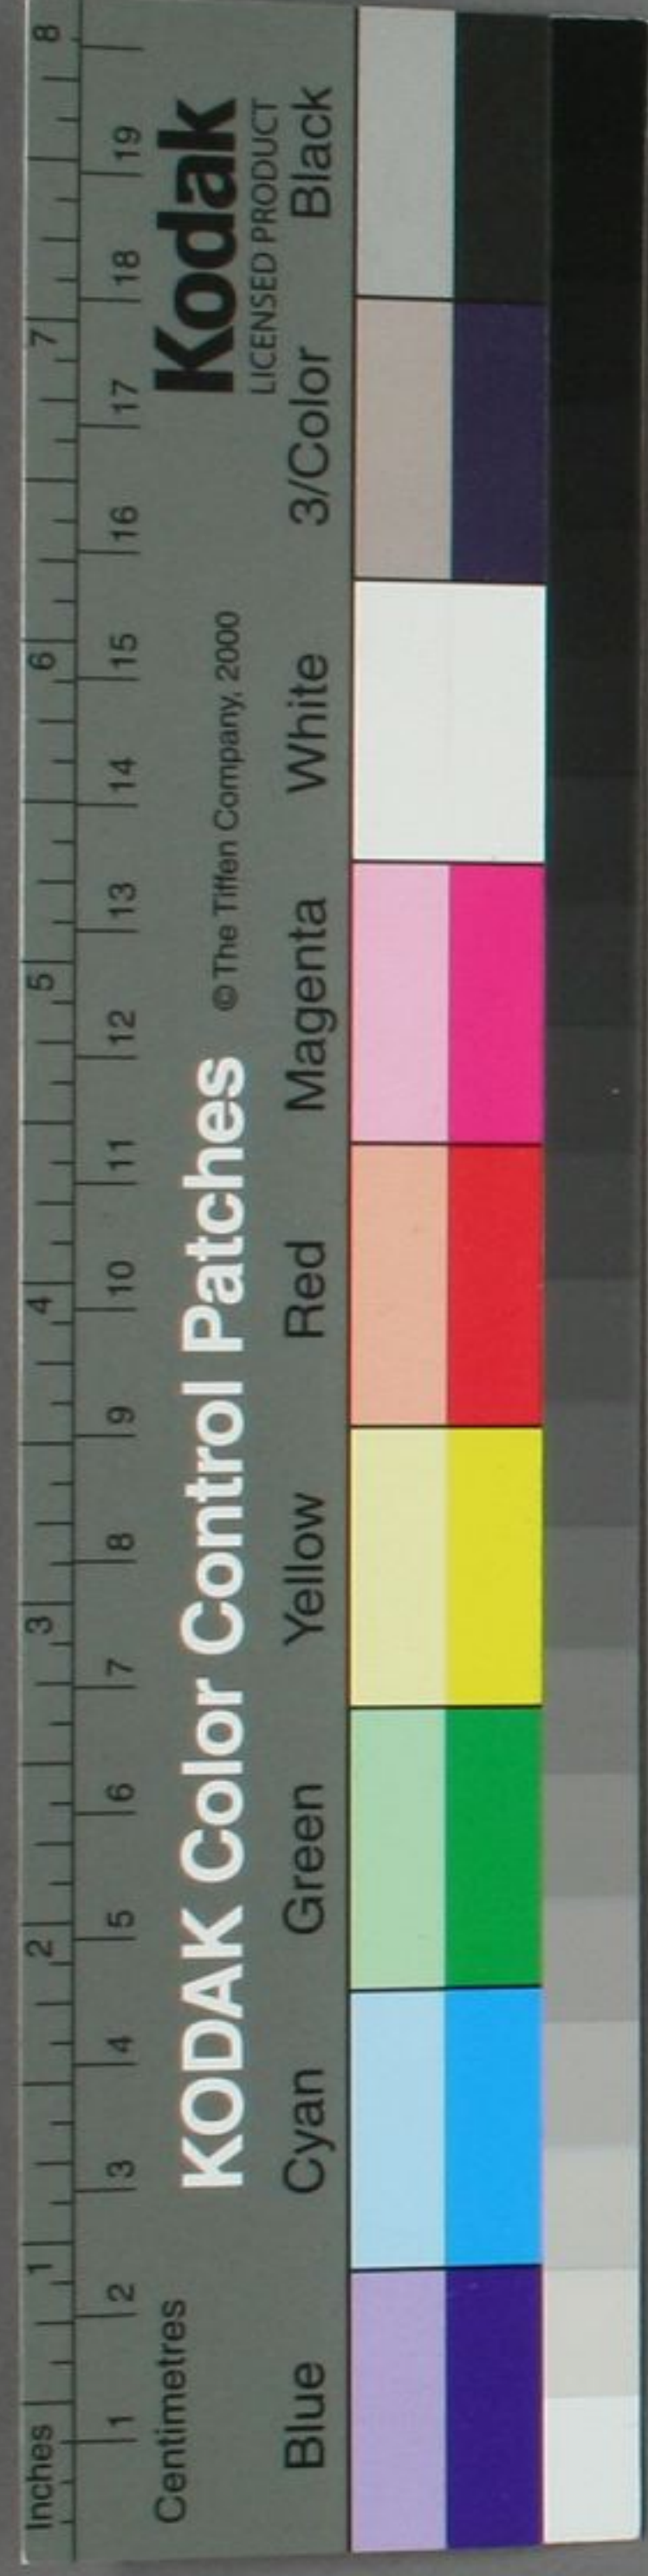 Inches 1 2 3 4 5 6 7 8
1 2 3 4 5 6 7 8 9 10 11 12 13 14 15 16 17 18 19
Centimetres
KODAK Color Control Patches © The Tiffen Company, 2000
Kodak
LICENSED PRODUCT
Blue Cyan Green Yellow Red Magenta White 3/Color Black